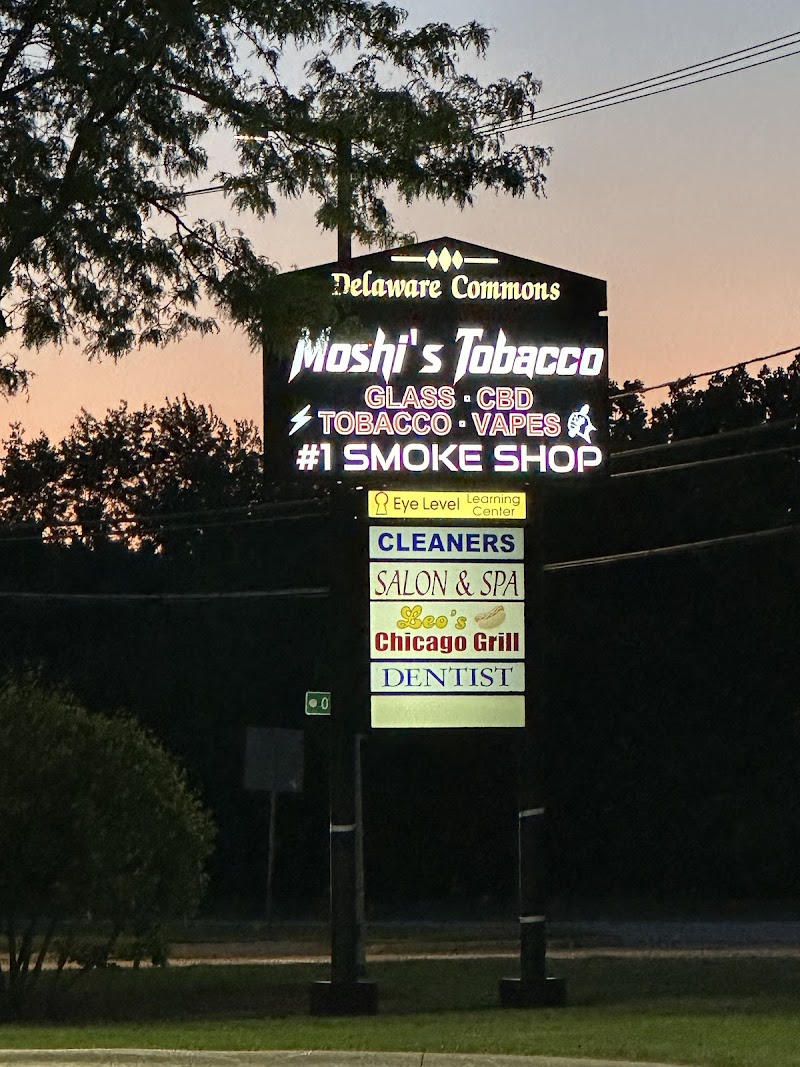 Delaware Commons
Moshi's Tobacco
GLASS · CBD
TOBACCO · VAPES
#1 SMOKE SHOP
Eye Level Learning Center
CLEANERS
SALON & SPA
Leo's
Chicago Grill
DENTIST